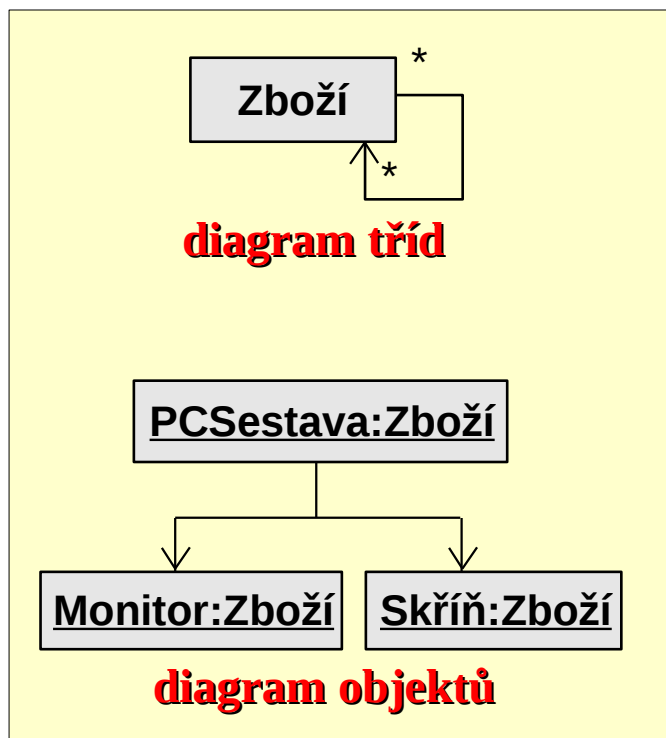 *
Zboží
*
diagram tříd
PCSestava:Zboží
Monitor:Zboží
Skříň:Zboží
diagram objektů